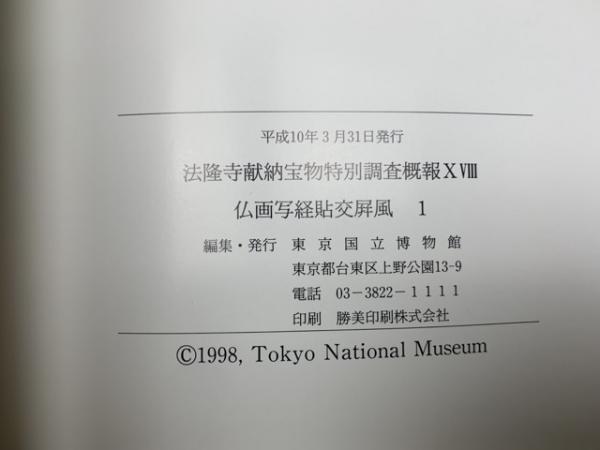 平成10年3月31日発行
法隆寺献納宝物特別調査概報ⅩⅧ
仏画写経貼交屏風 1
編集・発行 東京国立博物館
東京都台東区上野公園13-9
電話 03-3822-1111
印刷 勝美印刷株式会社
©1998, Tokyo National Museum